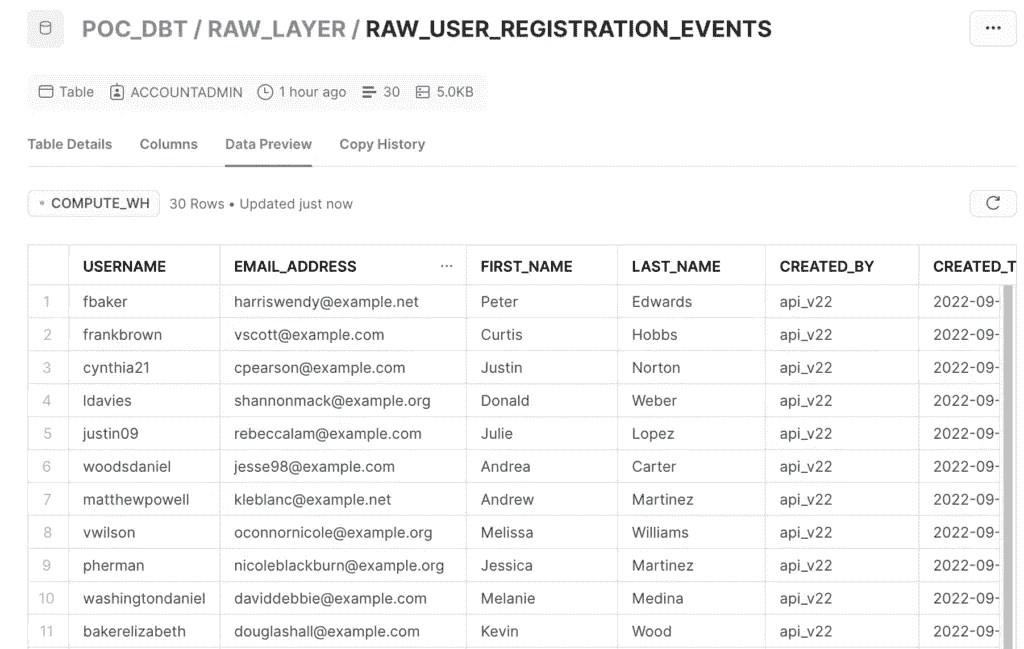 POC_DBT / RAW_LAYER / RAW_USER_REGISTRATION_EVENTS
Table ACCOUNTADMIN 1 hour ago 30 5.0KB
Table Details Columns Data Preview Copy History
COMPUTE_WH 30 Rows • Updated just now
USERNAME EMAIL_ADDRESS ... FIRST_NAME LAST_NAME CREATED_BY CREATED_T
1 fbaker harriswendy@example.net Peter Edwards api_v22 2022-09-
2 frankbrown vscott@example.com Curtis Hobbs api_v22 2022-09-
3 cynthia21 cpearson@example.com Justin Norton api_v22 2022-09-
4 ldavies shannonmack@example.org Donald Weber api_v22 2022-09-
5 justin09 rebeccalam@example.com Julie Lopez api_v22 2022-09-
6 woodsdaniel jesse98@example.com Andrea Carter api_v22 2022-09-
7 matthewpowell kleblanc@example.net Andrew Martinez api_v22 2022-09-
8 vwilson oconnornicole@example.org Melissa Williams api_v22 2022-09-
9 pherman nicoleblackburn@example.org Jessica Martinez api_v22 2022-09-
10 washingtondaniel daviddebbie@example.com Melanie Medina api_v22 2022-09-
11 bakerelizabeth douglashall@example.com Kevin Wood api_v22 2022-09-